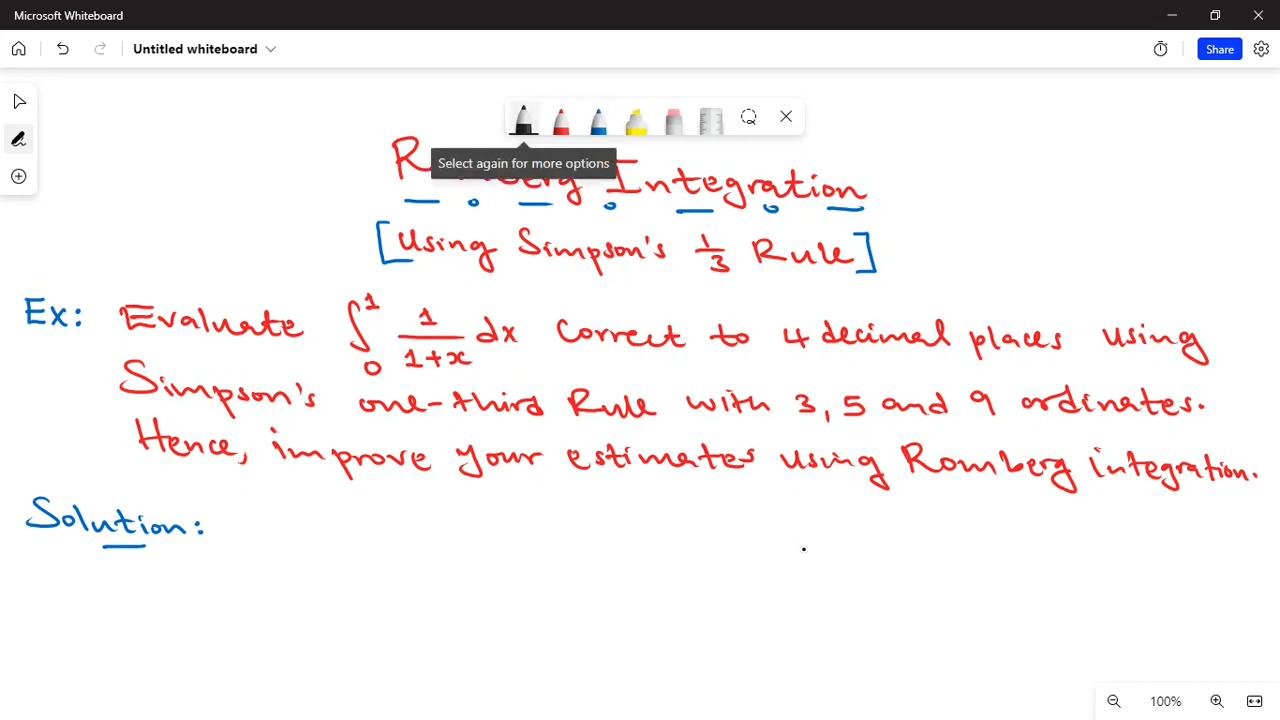 Microsoft Whiteboard
Untitled whiteboard
Share
Select again for more options
Integration
[Using Simpson's 1/3 Rule]
Ex: Evaluate ∫₀¹ 1/(1+x) dx correct to 4 decimal places using
Simpson's one-third Rule with 3, 5 and 9 ordinates.
Hence, improve your estimates using Romberg integration.
Solution:
100%